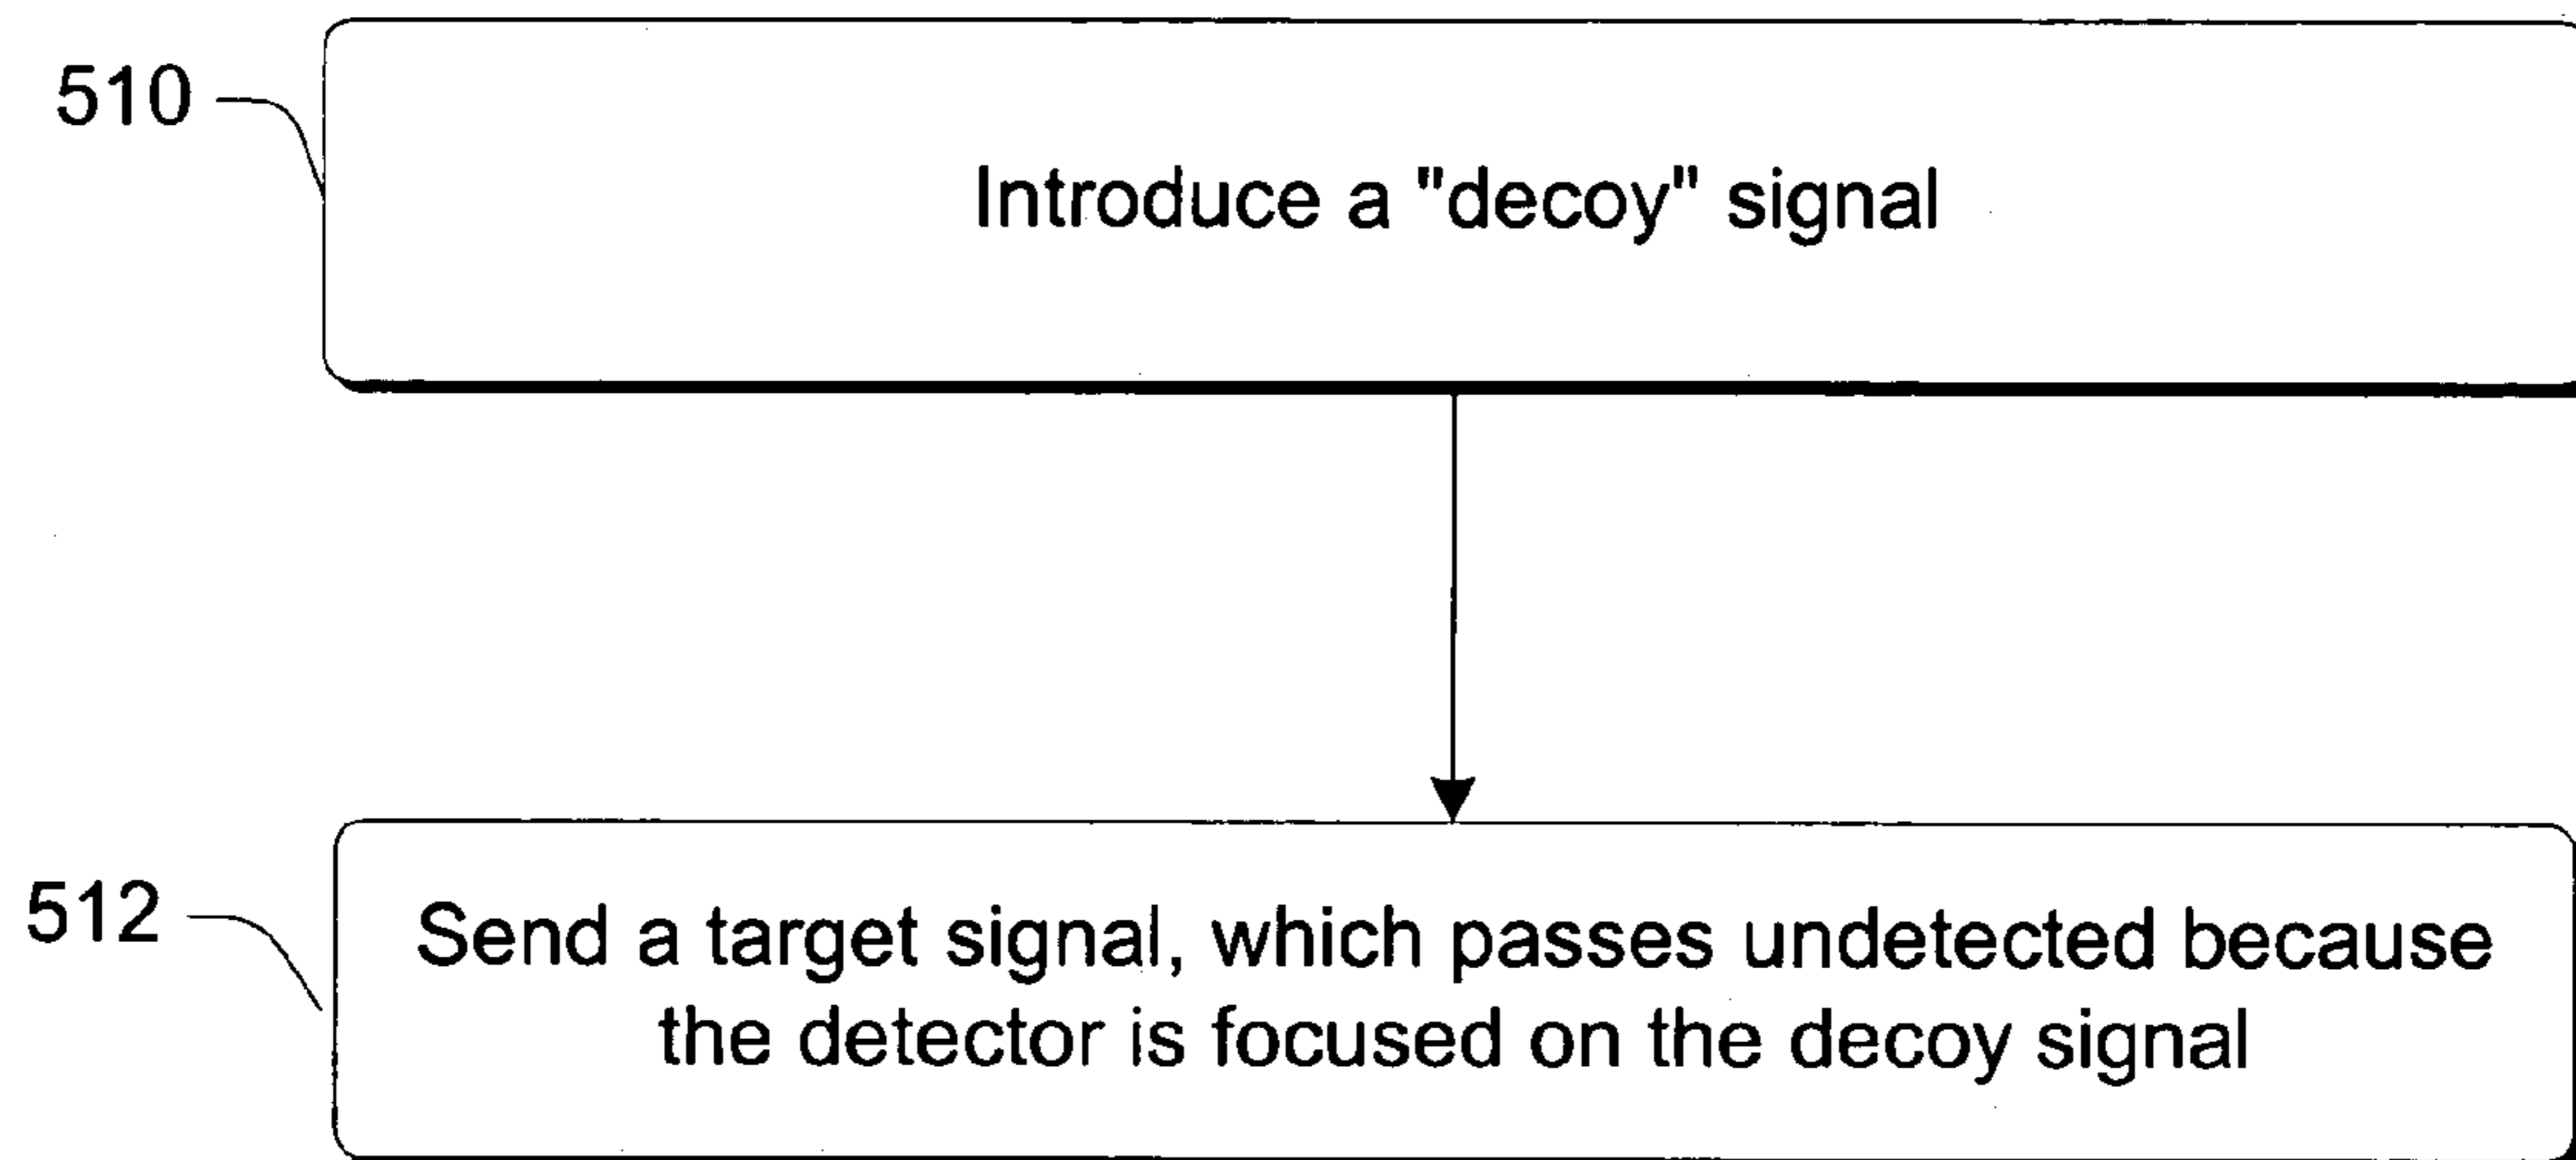 510
Introduce a "decoy" signal
512
Send a target signal, which passes undetected because
the detector is focused on the decoy signal